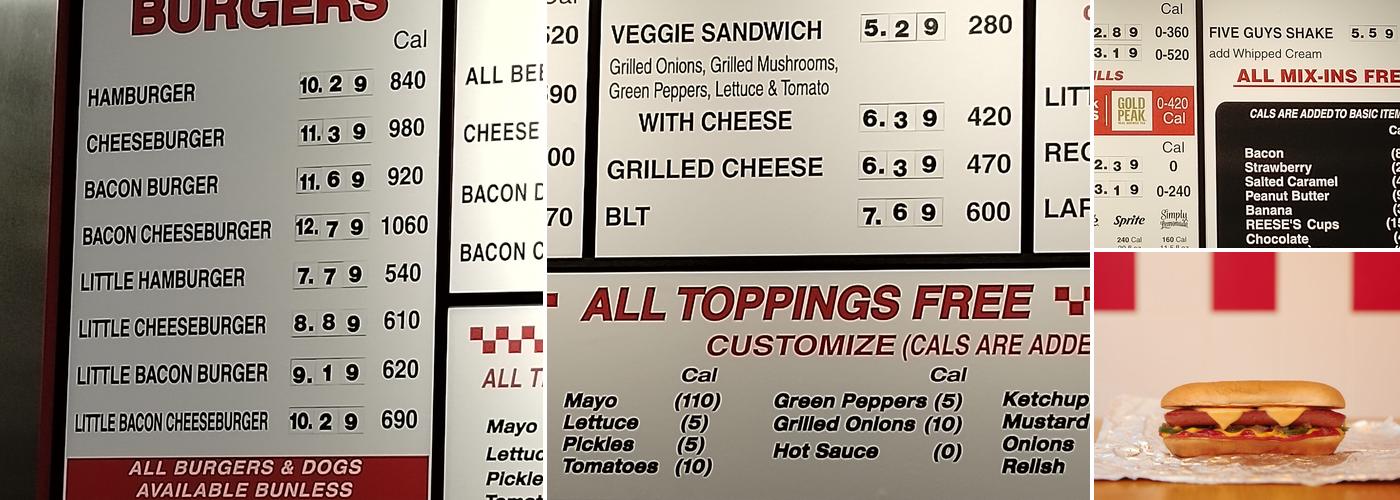 BURGERS
Cal
HAMBURGER 10.29 840
CHEESEBURGER 11.39 980
BACON BURGER 11.69 920
BACON CHEESEBURGER 12.79 1060
LITTLE HAMBURGER 7.79 540
LITTLE CHEESEBURGER 8.89 610
LITTLE BACON BURGER 9.19 620
LITTLE BACON CHEESEBURGER 10.29 690
ALL BURGERS & DOGS
AVAILABLE BUNLESS
ALL
CHEESE
BACON
BACON
ALL
Mayo
VEGGIE SANDWICH 5.29 280
Grilled Onions, Grilled Mushrooms,
Green Peppers, Lettuce & Tomato
WITH CHEESE 6.39 420
GRILLED CHEESE 6.39 470
BLT 7.69 600
ALL TOPPINGS FREE
CUSTOMIZE (CALS ARE
Cal Cal
Mayo (110) Green Peppers (5) Ketchup
Lettuce (5) Grilled Onions (10) Mustard
Pickles (5) Hot Sauce (0) Onions
Tomatoes (10) Relish
Cal
2.89 0-360
3.19 0-520
GOLD PEAK
0-420
Cal
Cal
2.39 0
3.19 0-240
Sprite Simply
240 Cal 160 Cal
FIVE GUYS SHAKE 5.59
add Whipped Cream
ALL MIX-INS FREE
CALS ARE ADDED TO BASIC
Bacon
Strawberry
Salted Caramel
Peanut Butter
Banana
REESE'S Cups
Chocolate